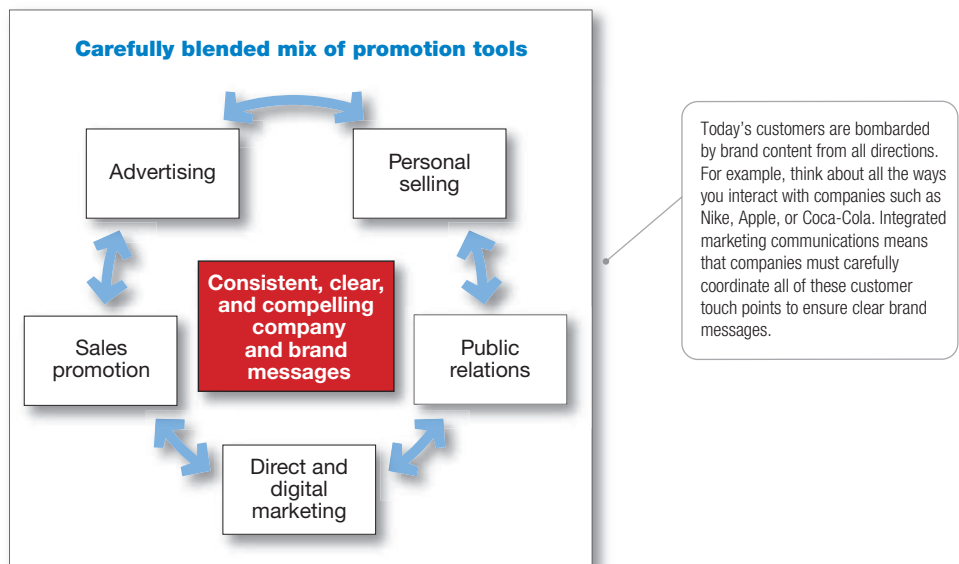 Carefully blended mix of promotion tools
Advertising
Personal
selling
Consistent, clear,
and compelling
company
and brand
messages
Sales
promotion
Public
relations
Direct and
digital
marketing
Today’s customers are bombarded
by brand content from all directions.
For example, think about all the ways
you interact with companies such as
Nike, Apple, or Coca-Cola. Integrated
marketing communications means
that companies must carefully
coordinate all of these customer
touch points to ensure clear brand
messages.